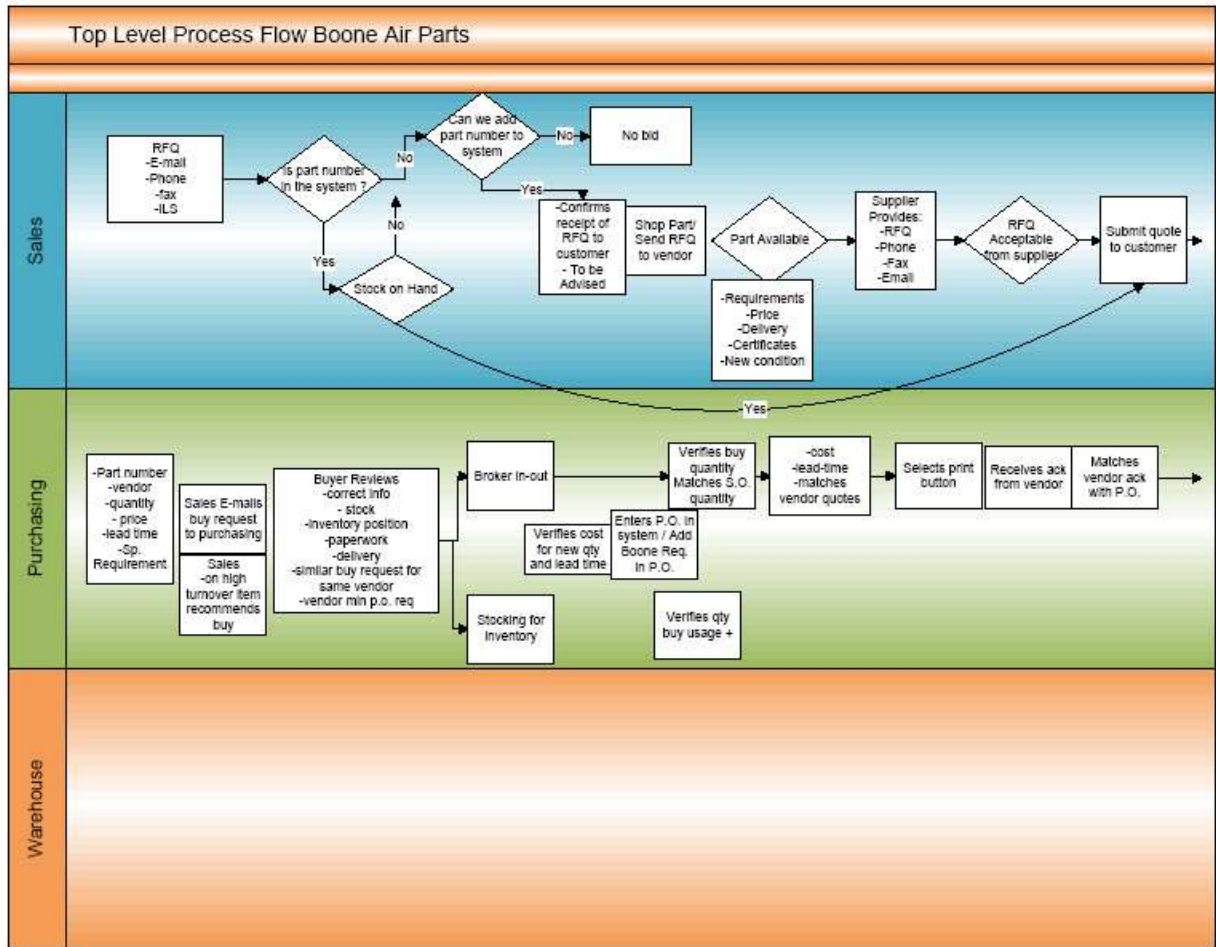 Top Level Process Flow Boone Air Parts
Sales
RFQ
-E-mail
-Phone
-fax
-ILS
Is part number
in the system ?
No
Yes
Stock on Hand
No
Can we add
part number to
system
No
No bid
Yes
-Confirms
receipt of
RFQ to
customer
- To be
Advised
Shop Part/
Send RFQ
to vendor
Part Available
-Requirements
-Price
-Delivery
-Certificates
-New condition
Supplier
Provides:
-RFQ
-Phone
-Fax
-Email
RFQ
Acceptable
from supplier
Submit quote
to customer
Yes
Purchasing
-Part number
-vendor
-quantity
- price
-lead time
-Sp.
Requirement
Sales E-mails
buy request
to purchasing
Sales
-on high
turnover item
recommends
buy
Buyer Reviews
-correct info
- stock
-inventory position
-paperwork
-delivery
-similar buy request for
same vendor
-vendor min p.o. req
Broker in-out
Stocking for
inventory
Verifies cost
for new qty
and lead time
Enters P.O. in
system / Add
Boone Req.
in P.O.
Verifies buy
quantity
Matches S.O.
quantity
Verifies qty
buy usage +
-cost
-lead-time
-matches
vendor quotes
Selects print
button
Receives ack
from vendor
Matches
vendor ack
with P.O.
Warehouse